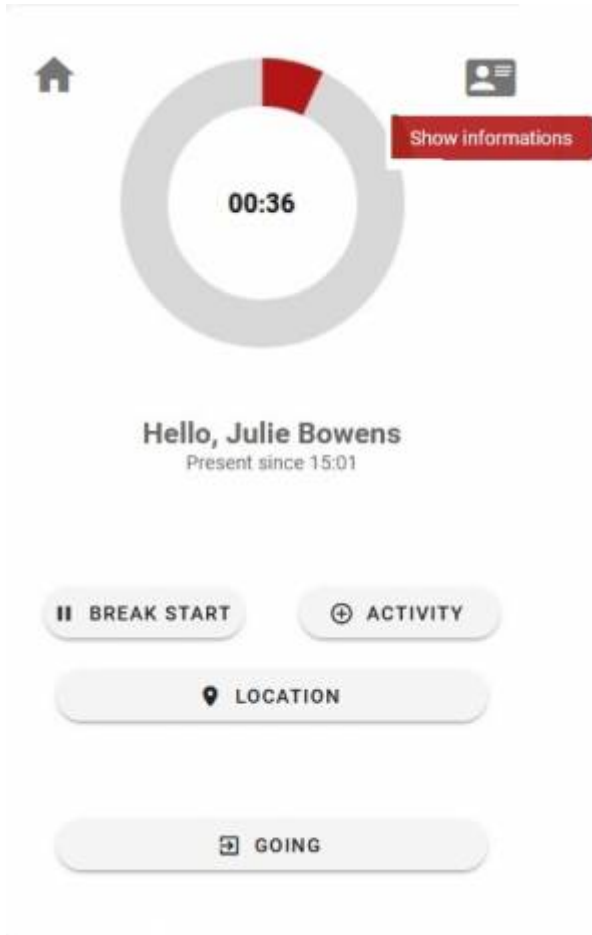 Show informations
00:36
Hello, Julie Bowens
Present since 15:01
BREAK START
ACTIVITY
LOCATION
GOING